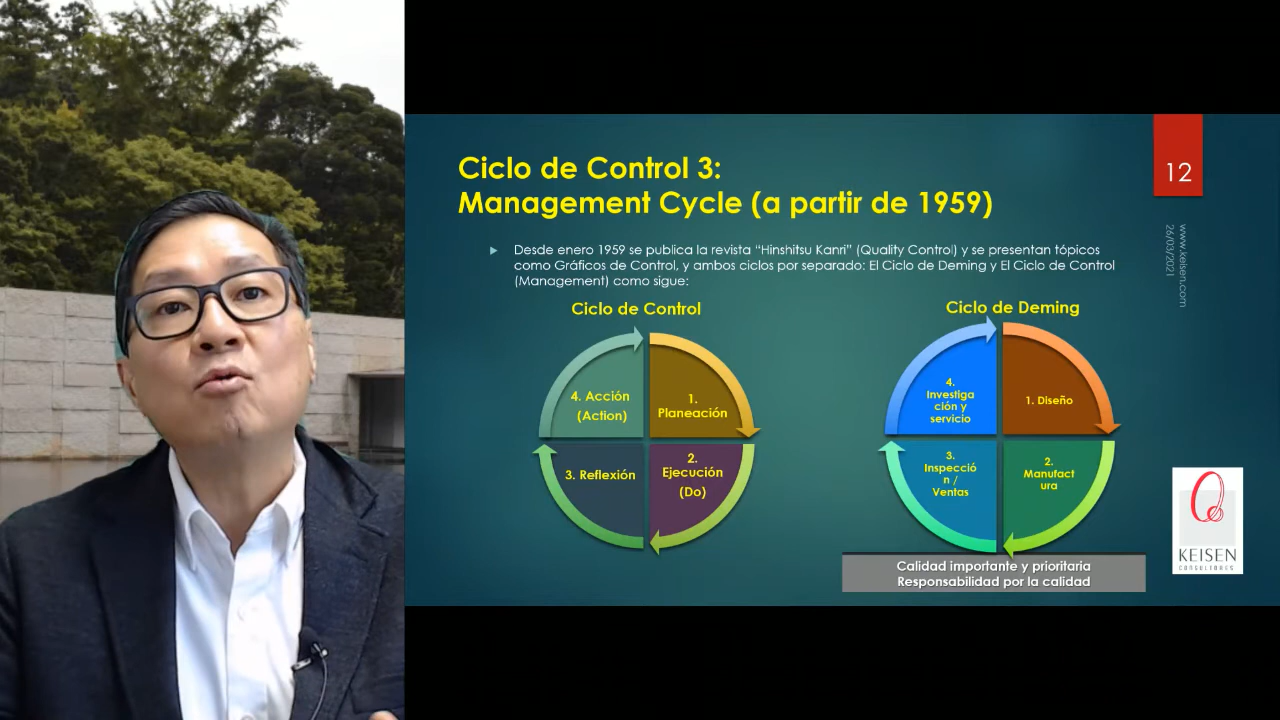 Ciclo de Control 3:
Management Cycle (a partir de 1959)
12
www.keisen.com
26/03/2021
Desde enero 1959 se publica la revista “Hinshitsu Kanri” (Quality Control) y se presentan tópicos
como Gráficos de Control, y ambos ciclos por separado: El Ciclo de Deming y El Ciclo de Control
(Management) como sigue:
Ciclo de Control
4. Acción
(Action)
1.
Planeación
3. Reflexión
2.
Ejecución
(Do)
Ciclo de Deming
4.
Investiga
ción y
servicio
1. Diseño
3.
Inspecció
n /
Ventas
2.
Manufact
ura
Calidad importante y prioritaria
Responsabilidad por la calidad
KEISEN
CONSULTORES